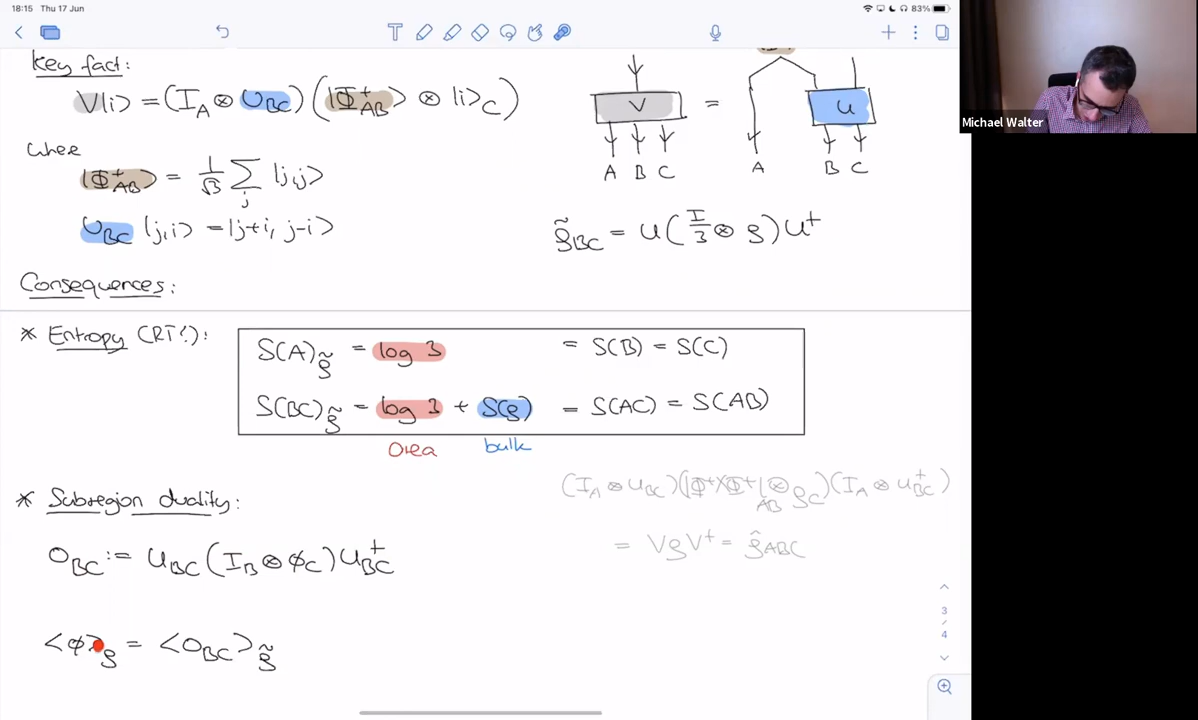 18:15 Thu 17 Jun
83%
Key fact:
V|i> = (I_A ⊗ U_BC) (|Φ⁺_AB> ⊗ |i>_C)
V = U
A B C A B C
where
|Φ⁺_AB> = 1/√3 Σ_j |j,j>
U_BC |j,i> = |j+i, j-i>
ρ̃_BC = U (I/3 ⊗ ρ) U†
Consequences:
* Entropy (RT!):
S(A)_ρ̃ = log 3 = S(B) = S(C)
S(BC)_ρ̃ = log 3 + S(ρ) = S(AC) = S(AB)
area bulk
* Subregion duality:
(I_A ⊗ U_BC) (|Φ⁺><Φ⁺|_AB ⊗ ρ_C) (I_A ⊗ U†_BC)
= VρV† = ρ̃_ABC
O_BC := U_BC (I_B ⊗ ϕ_C) U†_BC
<ϕ>_ρ = <O_BC>_ρ̃
3
/
4
Michael Walter